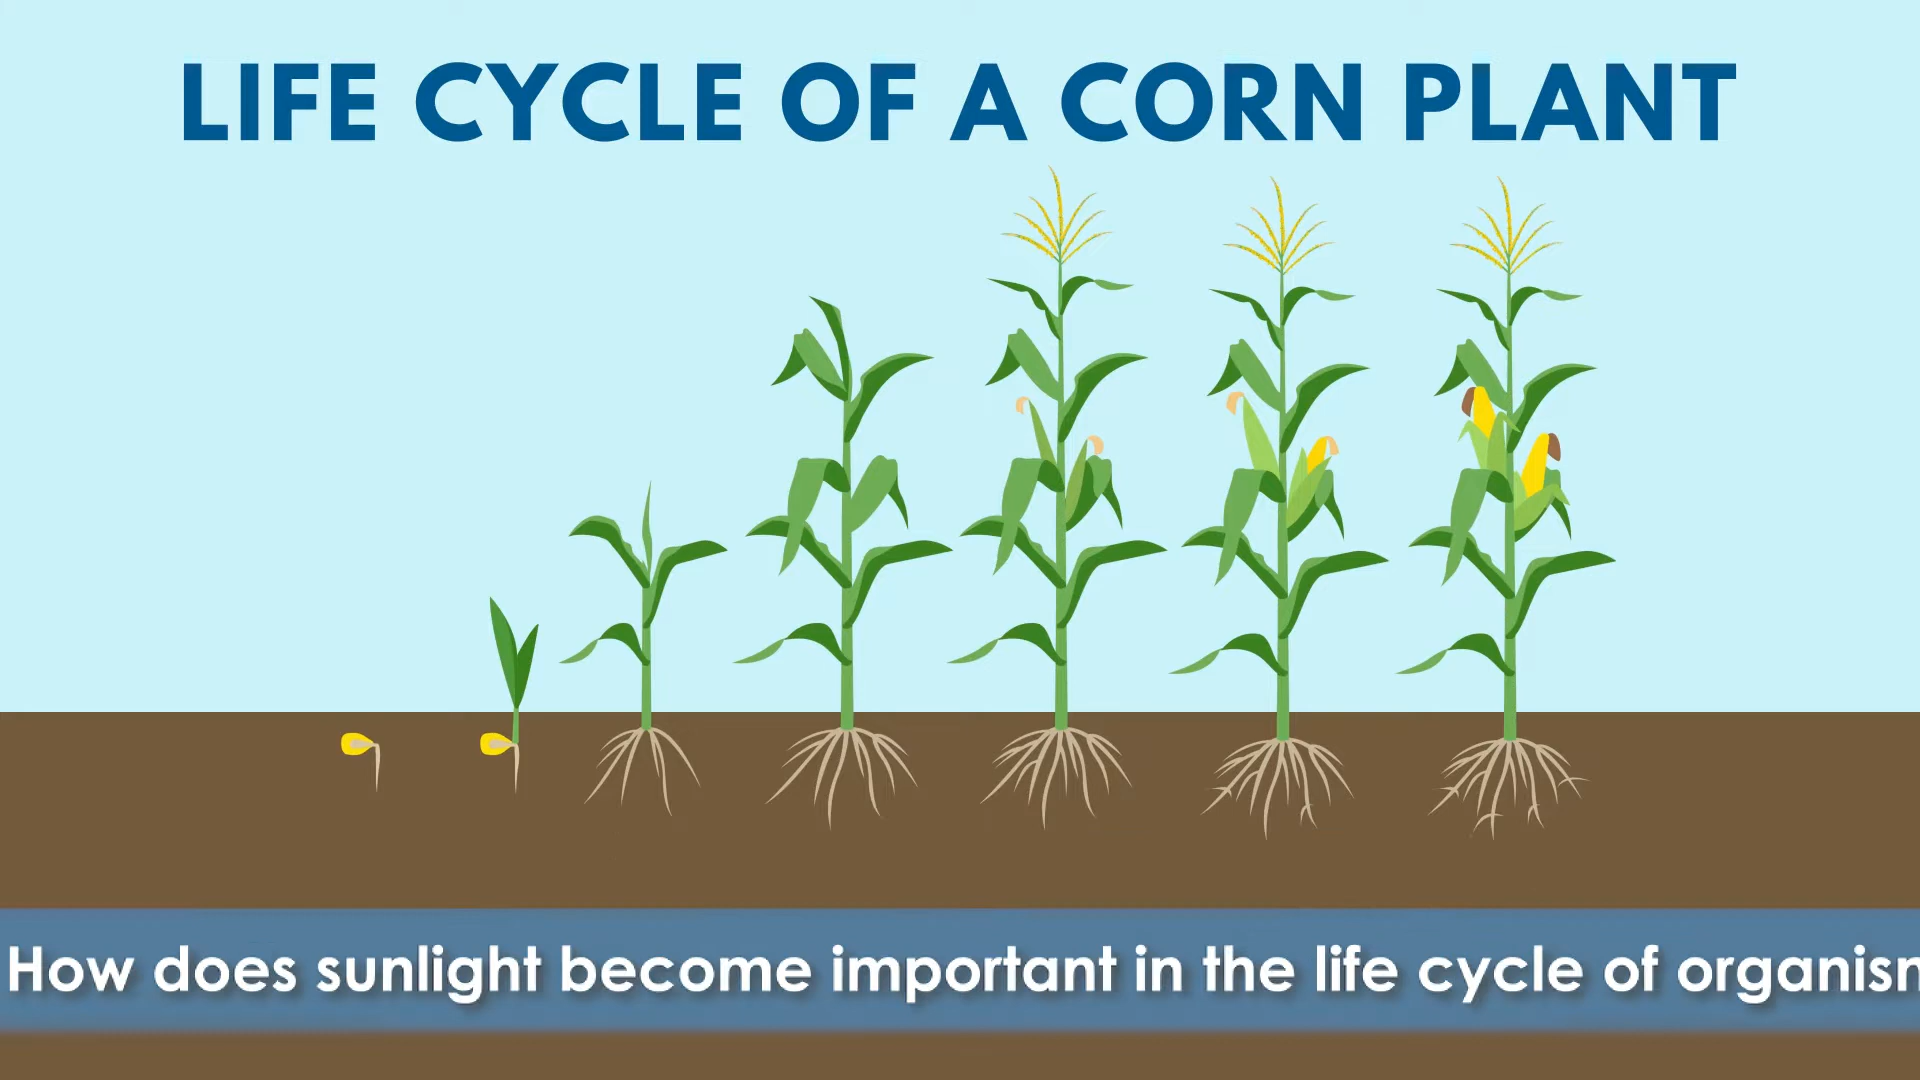 LIFE CYCLE OF A CORN PLANT
How does sunlight become important in the life cycle of